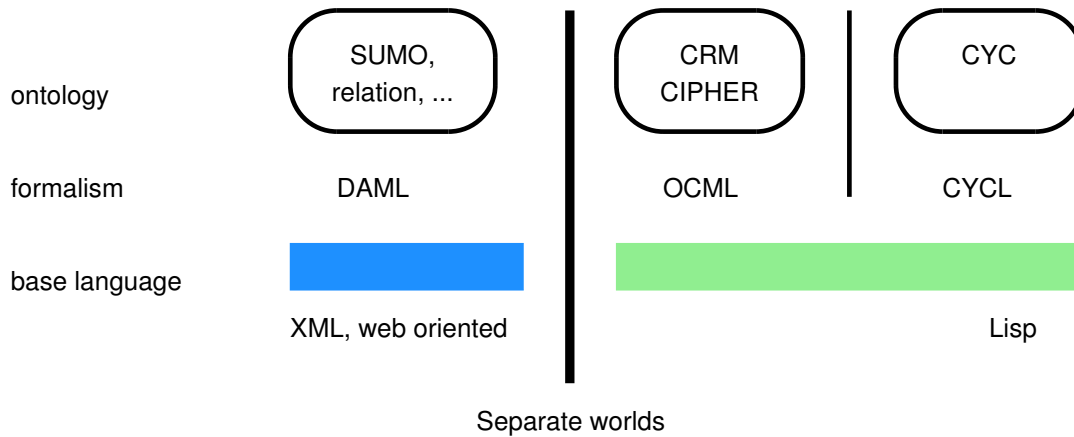 SUMO,
relation, ...
CRM
CIPHER
CYC
ontology
formalism
DAML
OCML
CYCL
base language
XML, web oriented
Lisp
Separate worlds